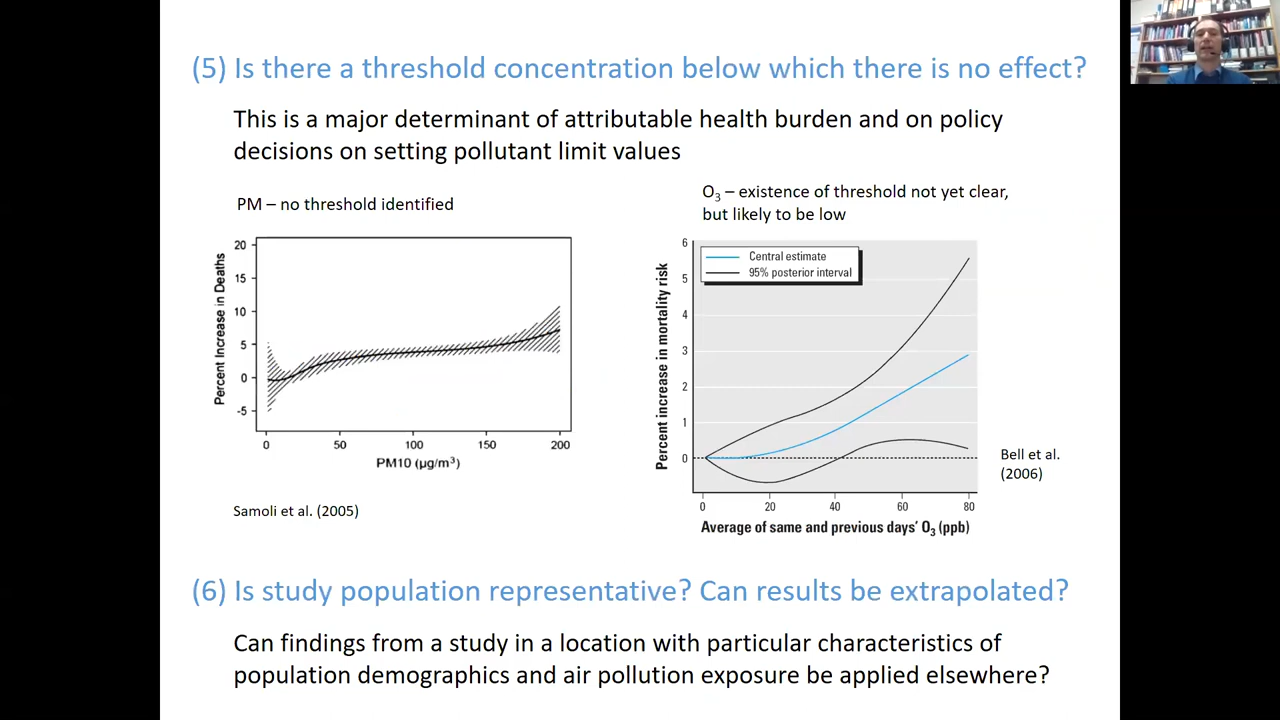 (5) Is there a threshold concentration below which there is no effect?
This is a major determinant of attributable health burden and on policy
decisions on setting pollutant limit values
PM – no threshold identified
20
15
10
5
0
-5
Percent Increase in Deaths
0 50 100 150 200
PM10 (µg/m³)
Samoli et al. (2005)
O₃ – existence of threshold not yet clear,
but likely to be low
6
5
4
3
2
1
0
Percent increase in mortality risk
Central estimate
95% posterior interval
0 20 40 60 80
Average of same and previous days' O₃ (ppb)
Bell et al.
(2006)
(6) Is study population representative? Can results be extrapolated?
Can findings from a study in a location with particular characteristics of
population demographics and air pollution exposure be applied elsewhere?